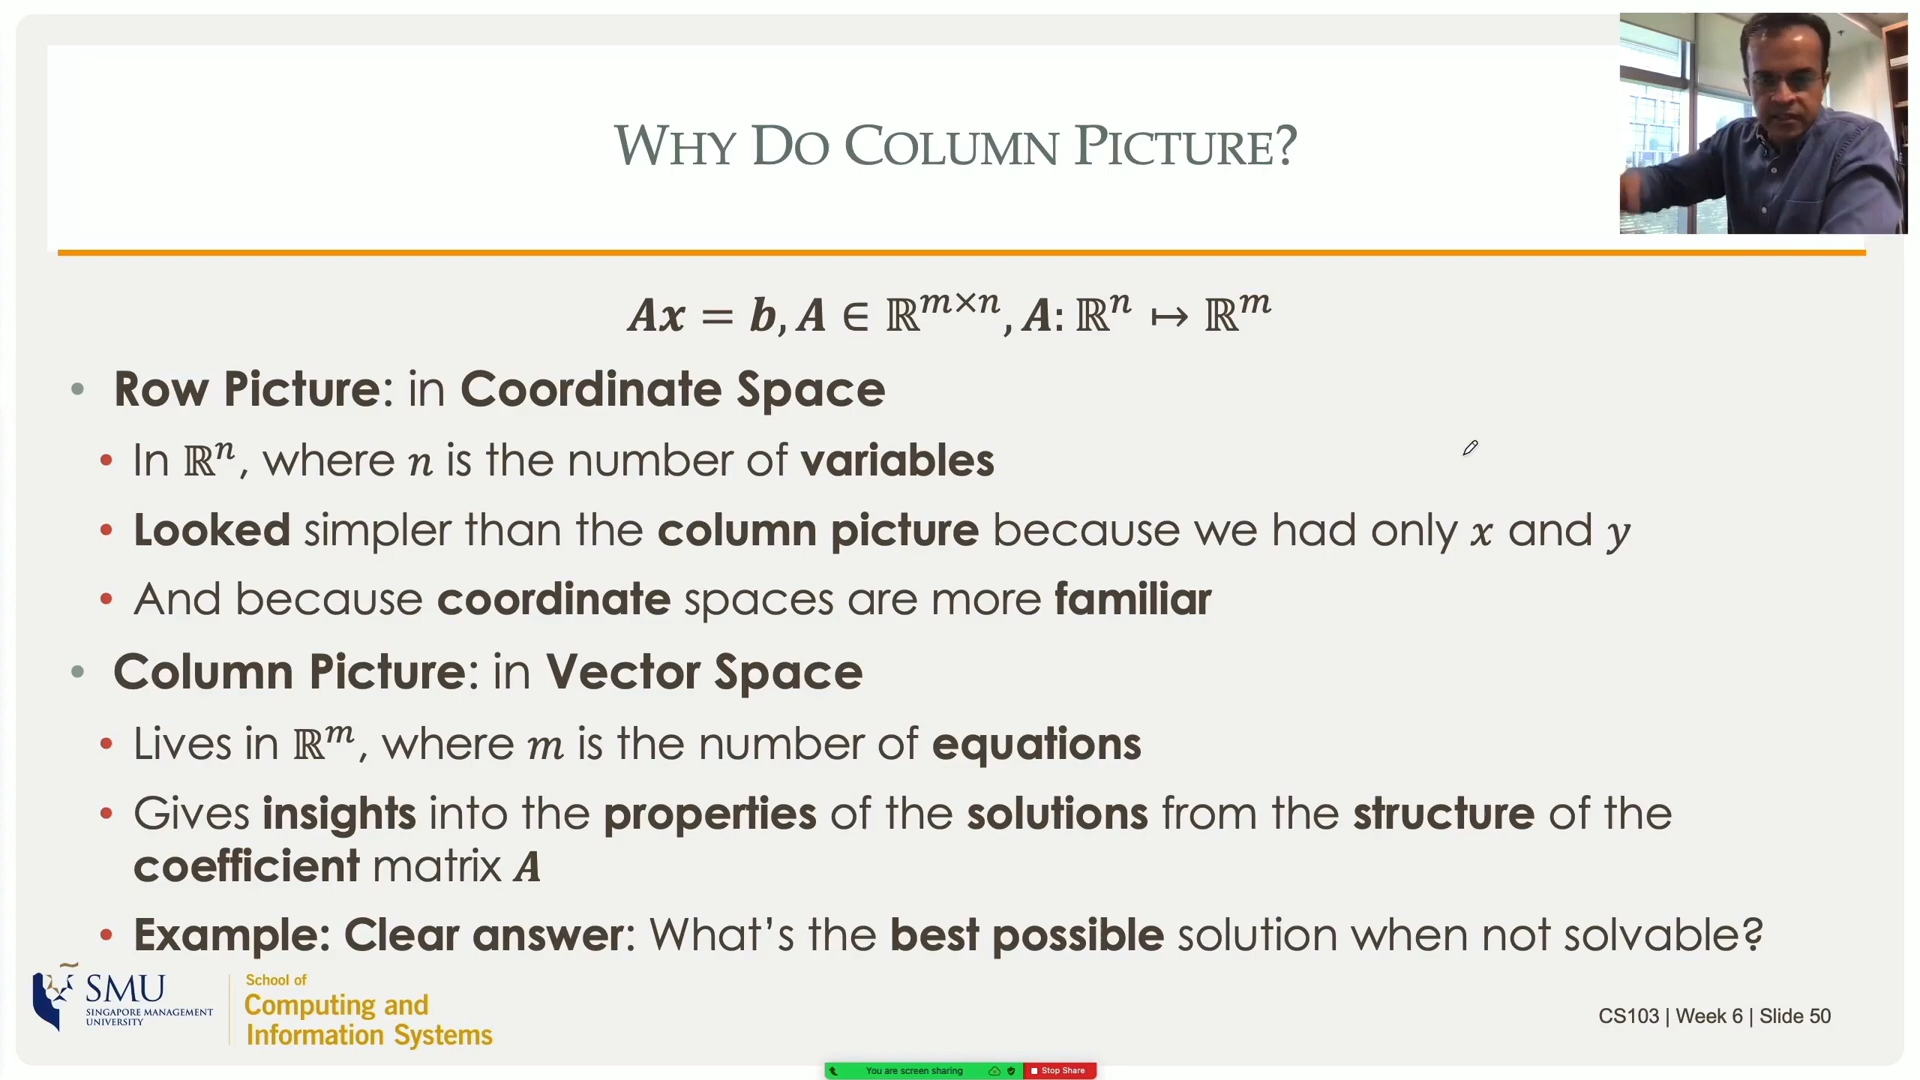 WHY DO COLUMN PICTURE?
Ax = b, A ∈ ℝᵐˣⁿ, A: ℝⁿ ↦ ℝᵐ
• Row Picture: in Coordinate Space
• In ℝⁿ, where n is the number of variables
• Looked simpler than the column picture because we had only x and y
• And because coordinate spaces are more familiar
• Column Picture: in Vector Space
• Lives in ℝᵐ, where m is the number of equations
• Gives insights into the properties of the solutions from the structure of the
coefficient matrix A
• Example: Clear answer: What's the best possible solution when not solvable?
SMU
SINGAPORE MANAGEMENT
UNIVERSITY
School of
Computing and
Information Systems
CS103 | Week 6 | Slide 50
You are screen sharing
Stop Share